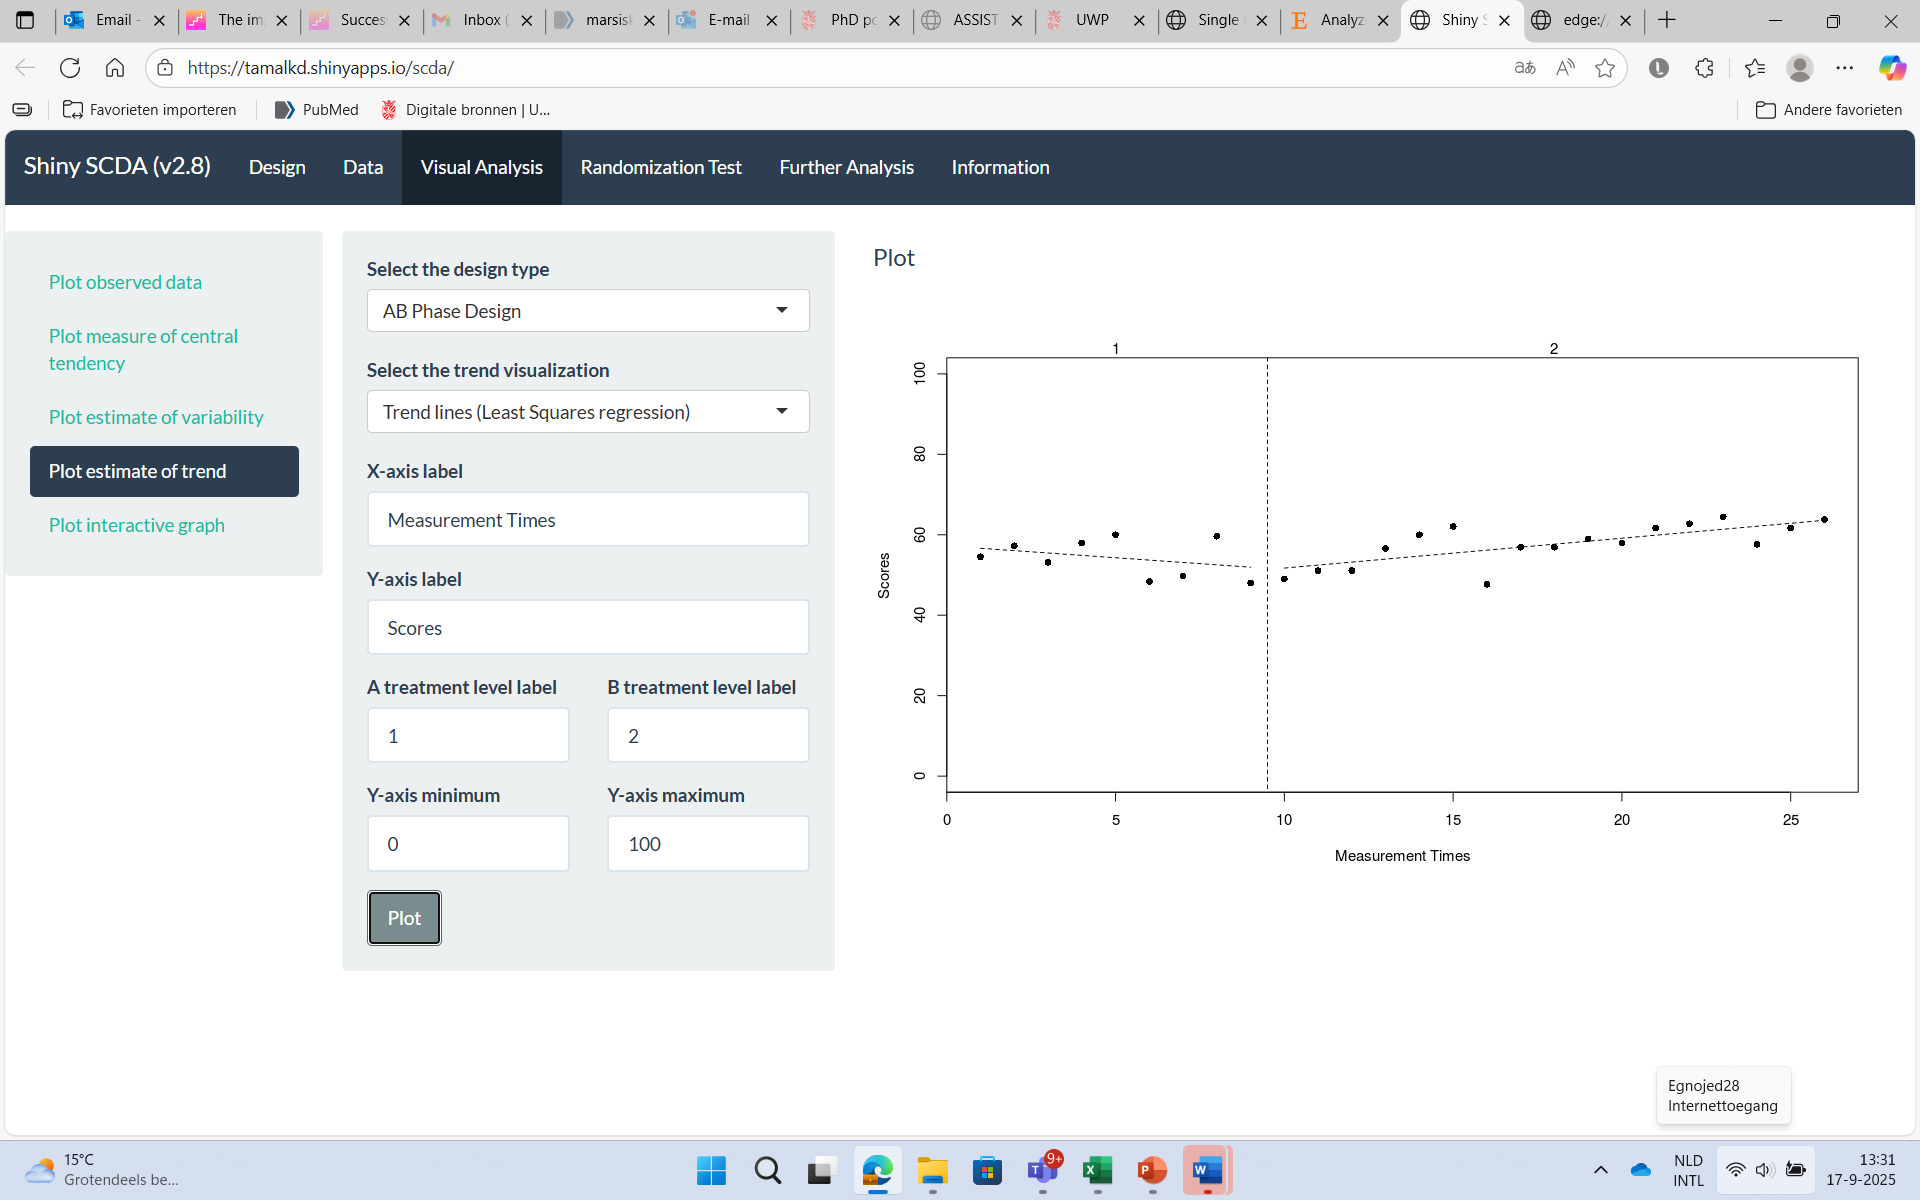 Email -
The im
Succes
Inbox (
marsisk
E-mail
PhD po
ASSIST
UWP
Single
Analyz
Shiny S
edge://
https://tamalkd.shinyapps.io/scda/
Favorieten importeren
PubMed
Digitale bronnen | U...
Andere favorieten
Shiny SCDA (v2.8)
Design
Data
Visual Analysis
Randomization Test
Further Analysis
Information
Plot observed data
Plot measure of central
tendency
Plot estimate of variability
Plot estimate of trend
Plot interactive graph
Select the design type
AB Phase Design
Select the trend visualization
Trend lines (Least Squares regression)
X-axis label
Measurement Times
Y-axis label
Scores
A treatment level label
B treatment level label
1
2
Y-axis minimum
Y-axis maximum
0
100
Plot
Plot
1
2
100
80
60
40
20
0
Scores
0
5
10
15
20
25
Measurement Times
Egnojed28
Internettoegang
15°C
Grotendeels be...
9+
NLD
INTL
13:31
17-9-2025